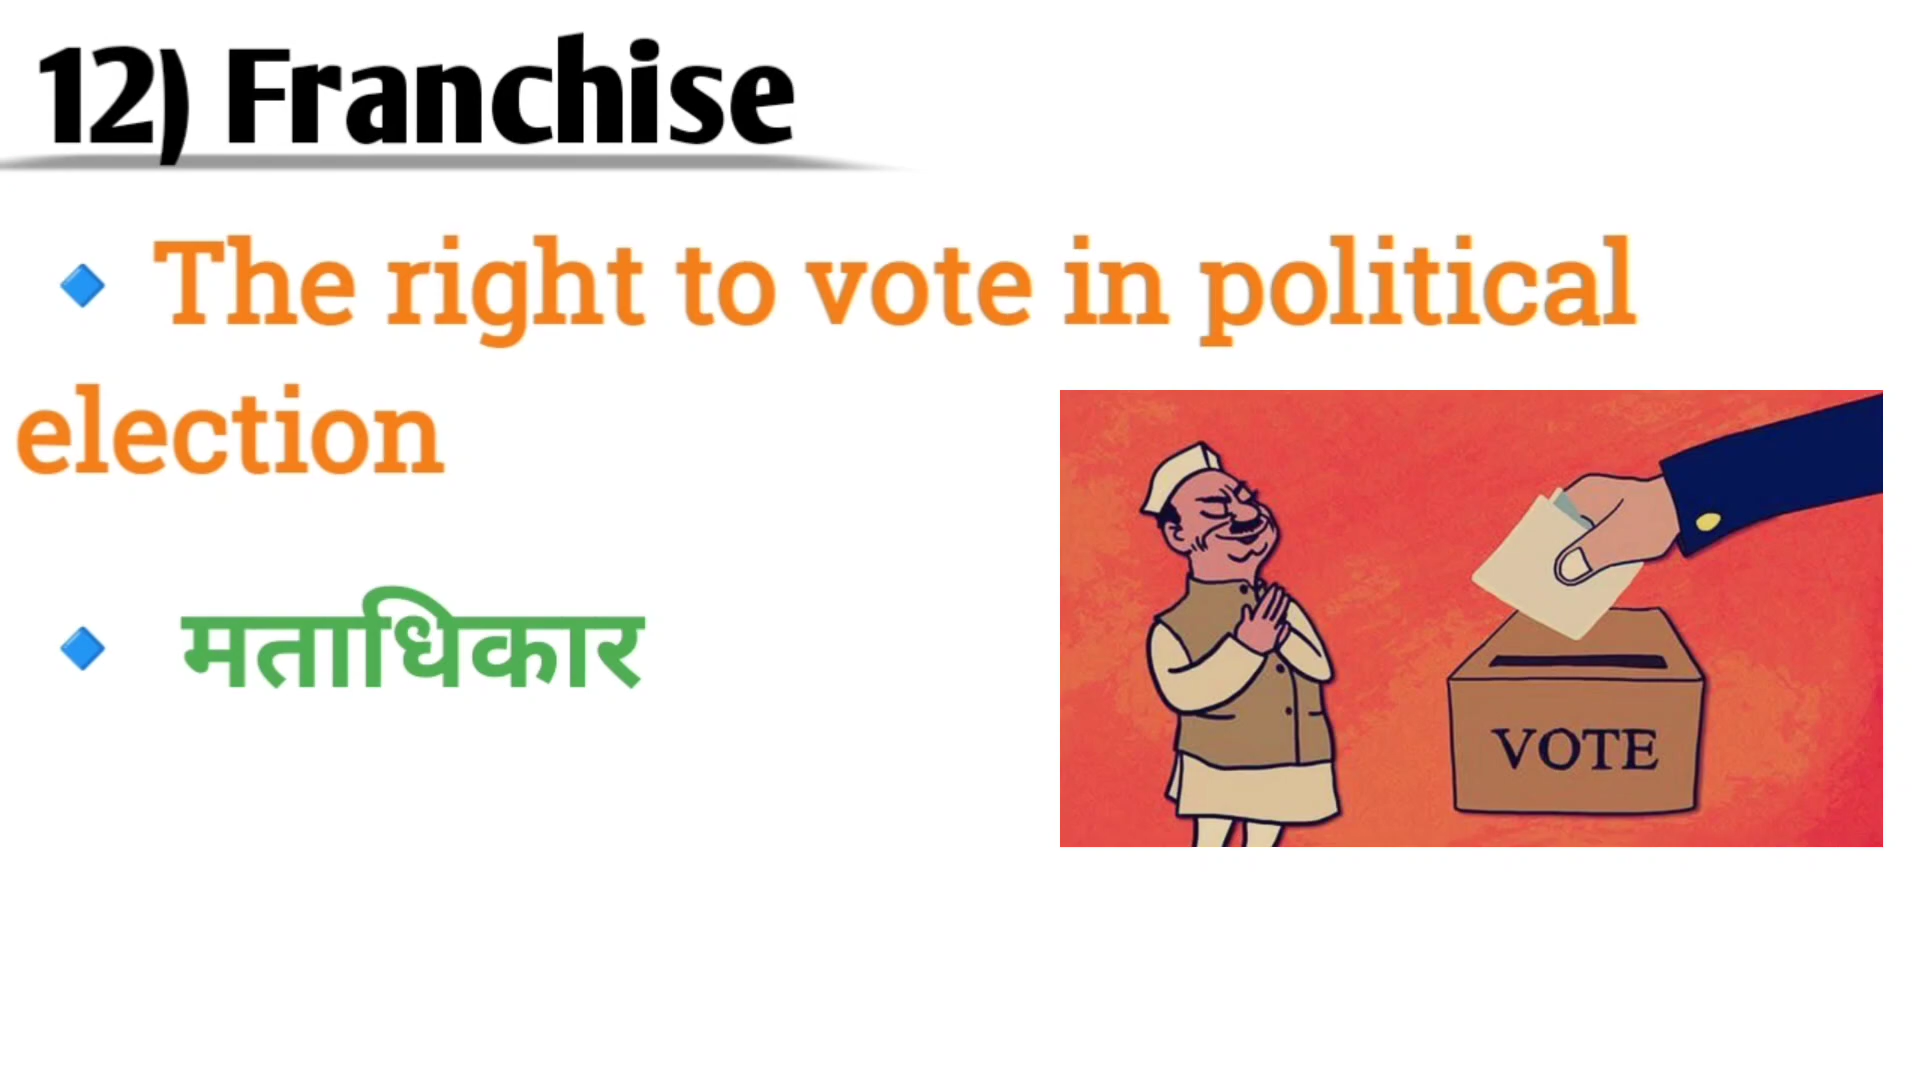 12) Franchise
The right to vote in political
election
मताधिकार
VOTE